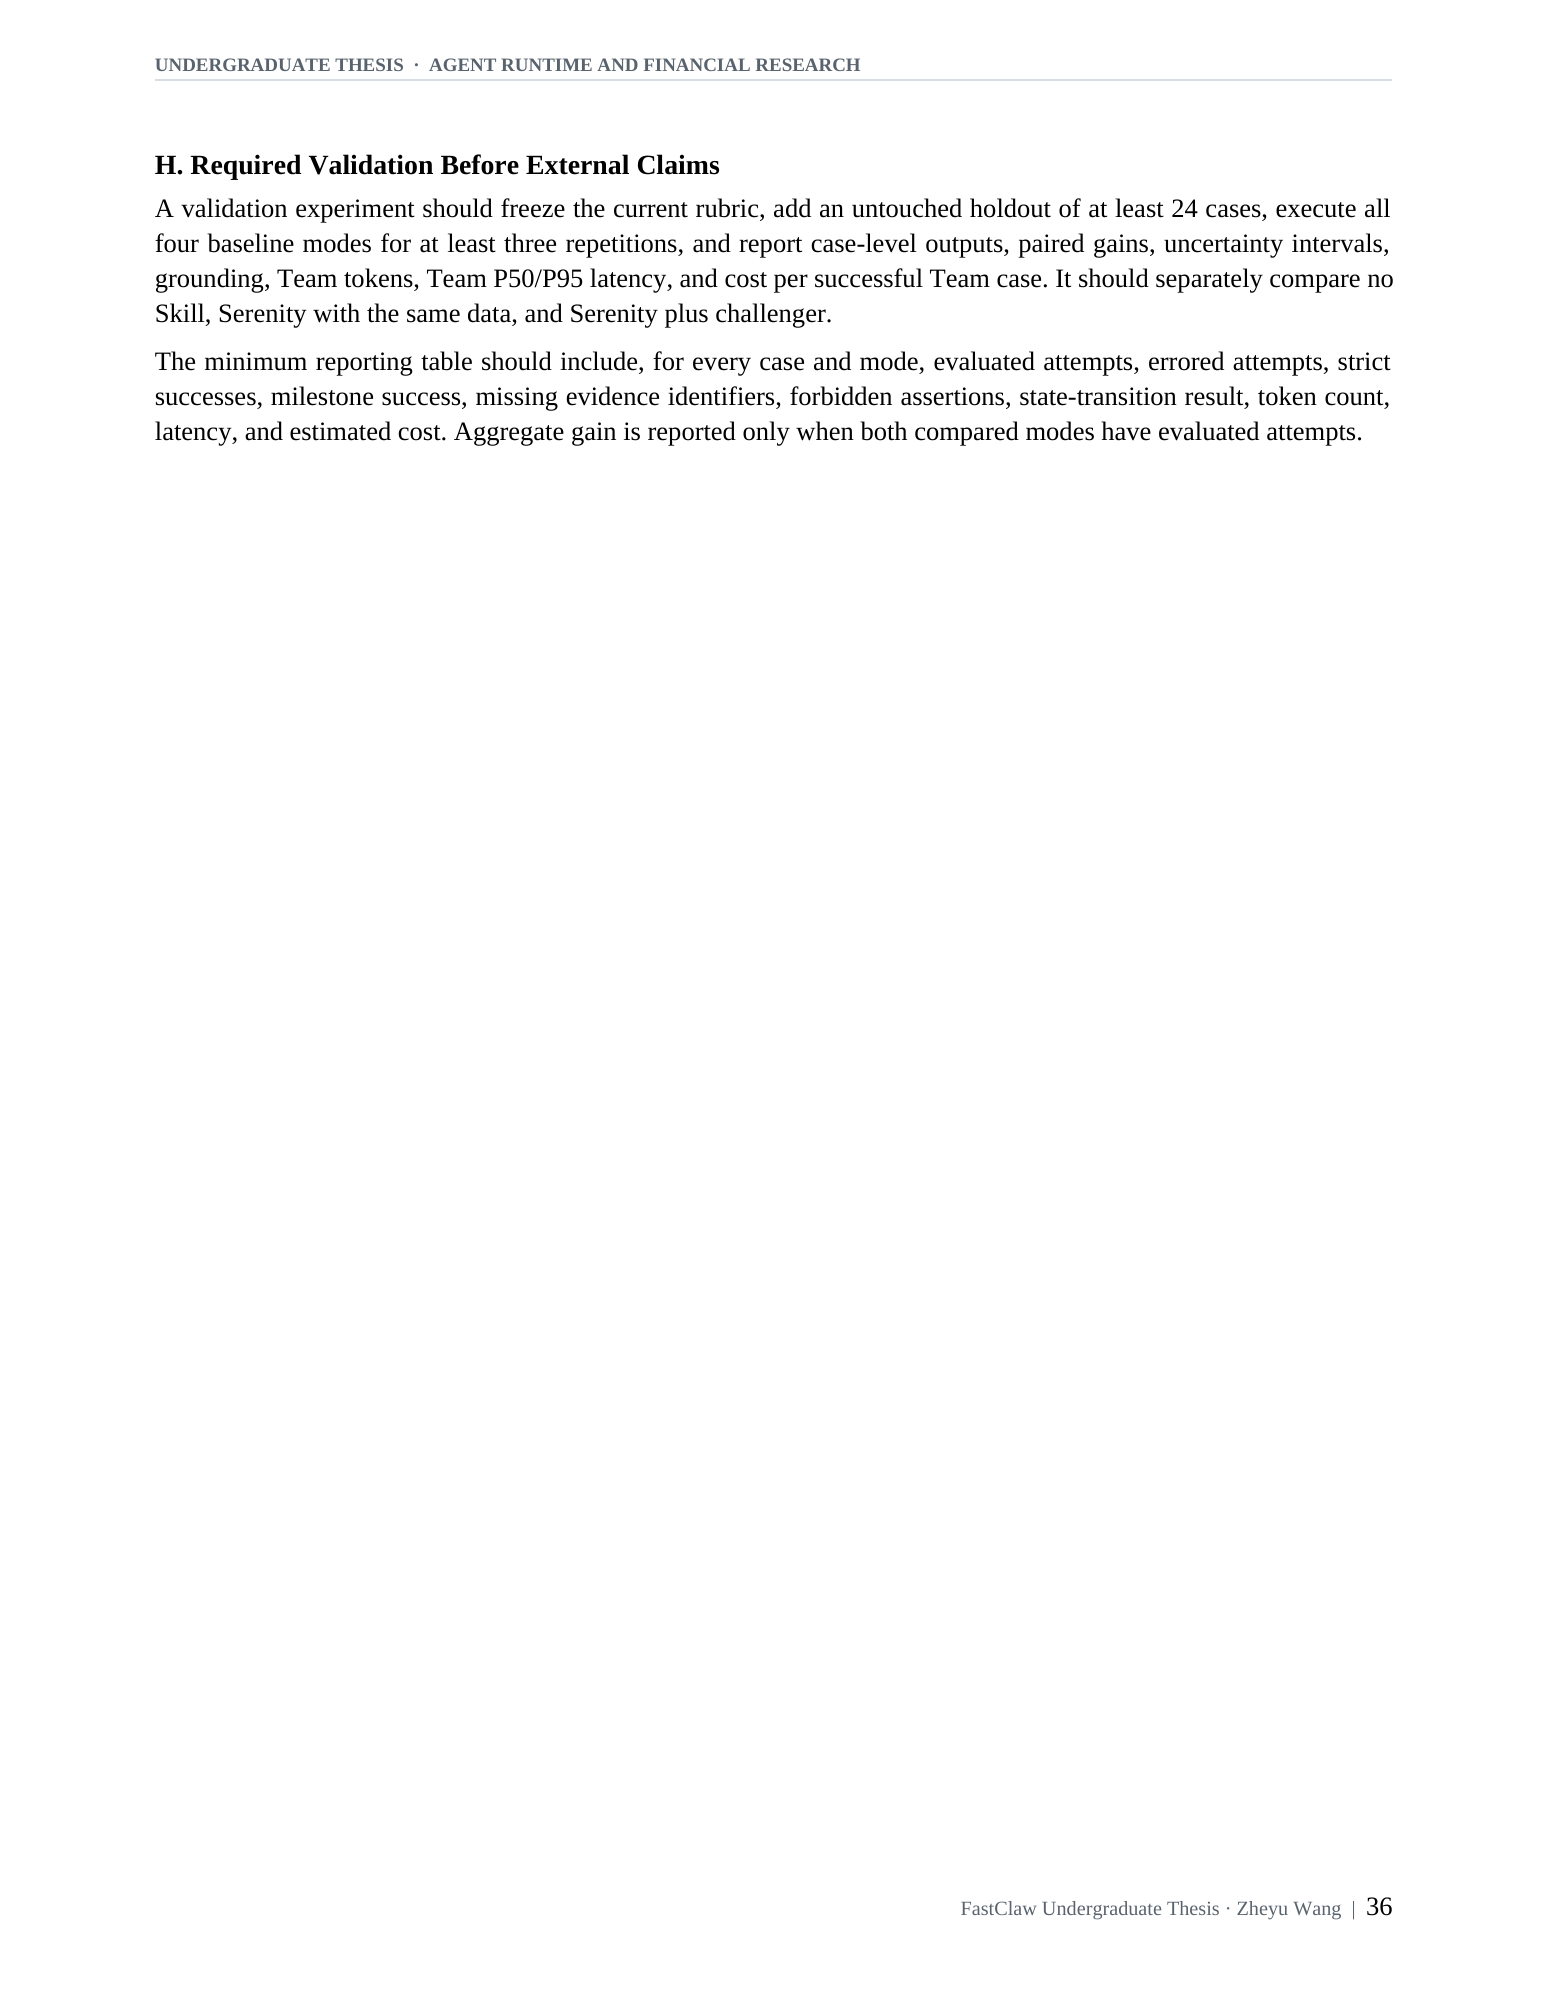 UNDERGRADUATE THESIS · AGENT RUNTIME AND FINANCIAL RESEARCH
H. Required Validation Before External Claims
A validation experiment should freeze the current rubric, add an untouched holdout of at least 24 cases, execute all
four baseline modes for at least three repetitions, and report case-level outputs, paired gains, uncertainty intervals,
grounding, Team tokens, Team P50/P95 latency, and cost per successful Team case. It should separately compare no
Skill, Serenity with the same data, and Serenity plus challenger.
The minimum reporting table should include, for every case and mode, evaluated attempts, errored attempts, strict
successes, milestone success, missing evidence identifiers, forbidden assertions, state-transition result, token count,
latency, and estimated cost. Aggregate gain is reported only when both compared modes have evaluated attempts.
FastClaw Undergraduate Thesis · Zheyu Wang | 36